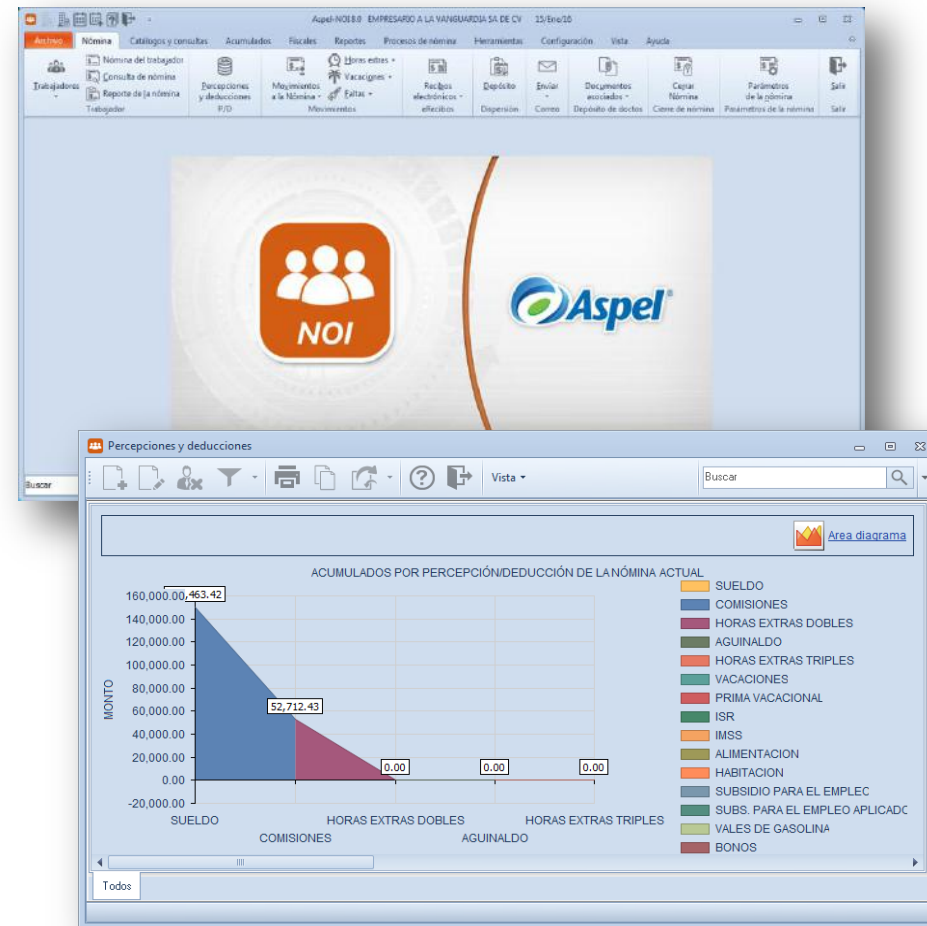 Aspel-NOI 8.0 EMPRESARIO A LA VANGUARDIA SA DE CV 15/Ene/16
Archivo Nómina Catálogos y consultas Acumulados Fiscales Reportes Procesos de nómina Herramientas Configuración Vista Ayuda
Trabajadores
Nómina del trabajador
Consulta de nómina
Reporte de la nómina
Trabajador
Percepciones
y deducciones
P/D
Movimientos
a la Nómina
Horas extras
Vacaciones
Faltas
Movimientos
Recibos
electrónicos
eRecibos
Depósito
Dispersión
Enviar
Correo
Documentos
asociados
Depósito de doctos
Cerrar
Nómina
Cierre de nómina
Parámetros
de la nómina
Parámetros de la nómina
Salir
Salir
NOI
Aspel®
Buscar
Percepciones y deducciones
Vista
Buscar
Area diagrama
ACUMULADOS POR PERCEPCIÓN/DEDUCCIÓN DE LA NÓMINA ACTUAL
MONTO
160,000.00
140,000.00
120,000.00
100,000.00
80,000.00
60,000.00
40,000.00
20,000.00
0.00
-20,000.00
,463.42
52,712.43
0.00
0.00
0.00
SUELDO
COMISIONES
HORAS EXTRAS DOBLES
AGUINALDO
HORAS EXTRAS TRIPLES
SUELDO
COMISIONES
HORAS EXTRAS DOBLES
AGUINALDO
HORAS EXTRAS TRIPLES
VACACIONES
PRIMA VACACIONAL
ISR
IMSS
ALIMENTACION
HABITACION
SUBSIDIO PARA EL EMPLEO
SUBS. PARA EL EMPLEO APLICADO
VALES DE GASOLINA
BONOS
Todos